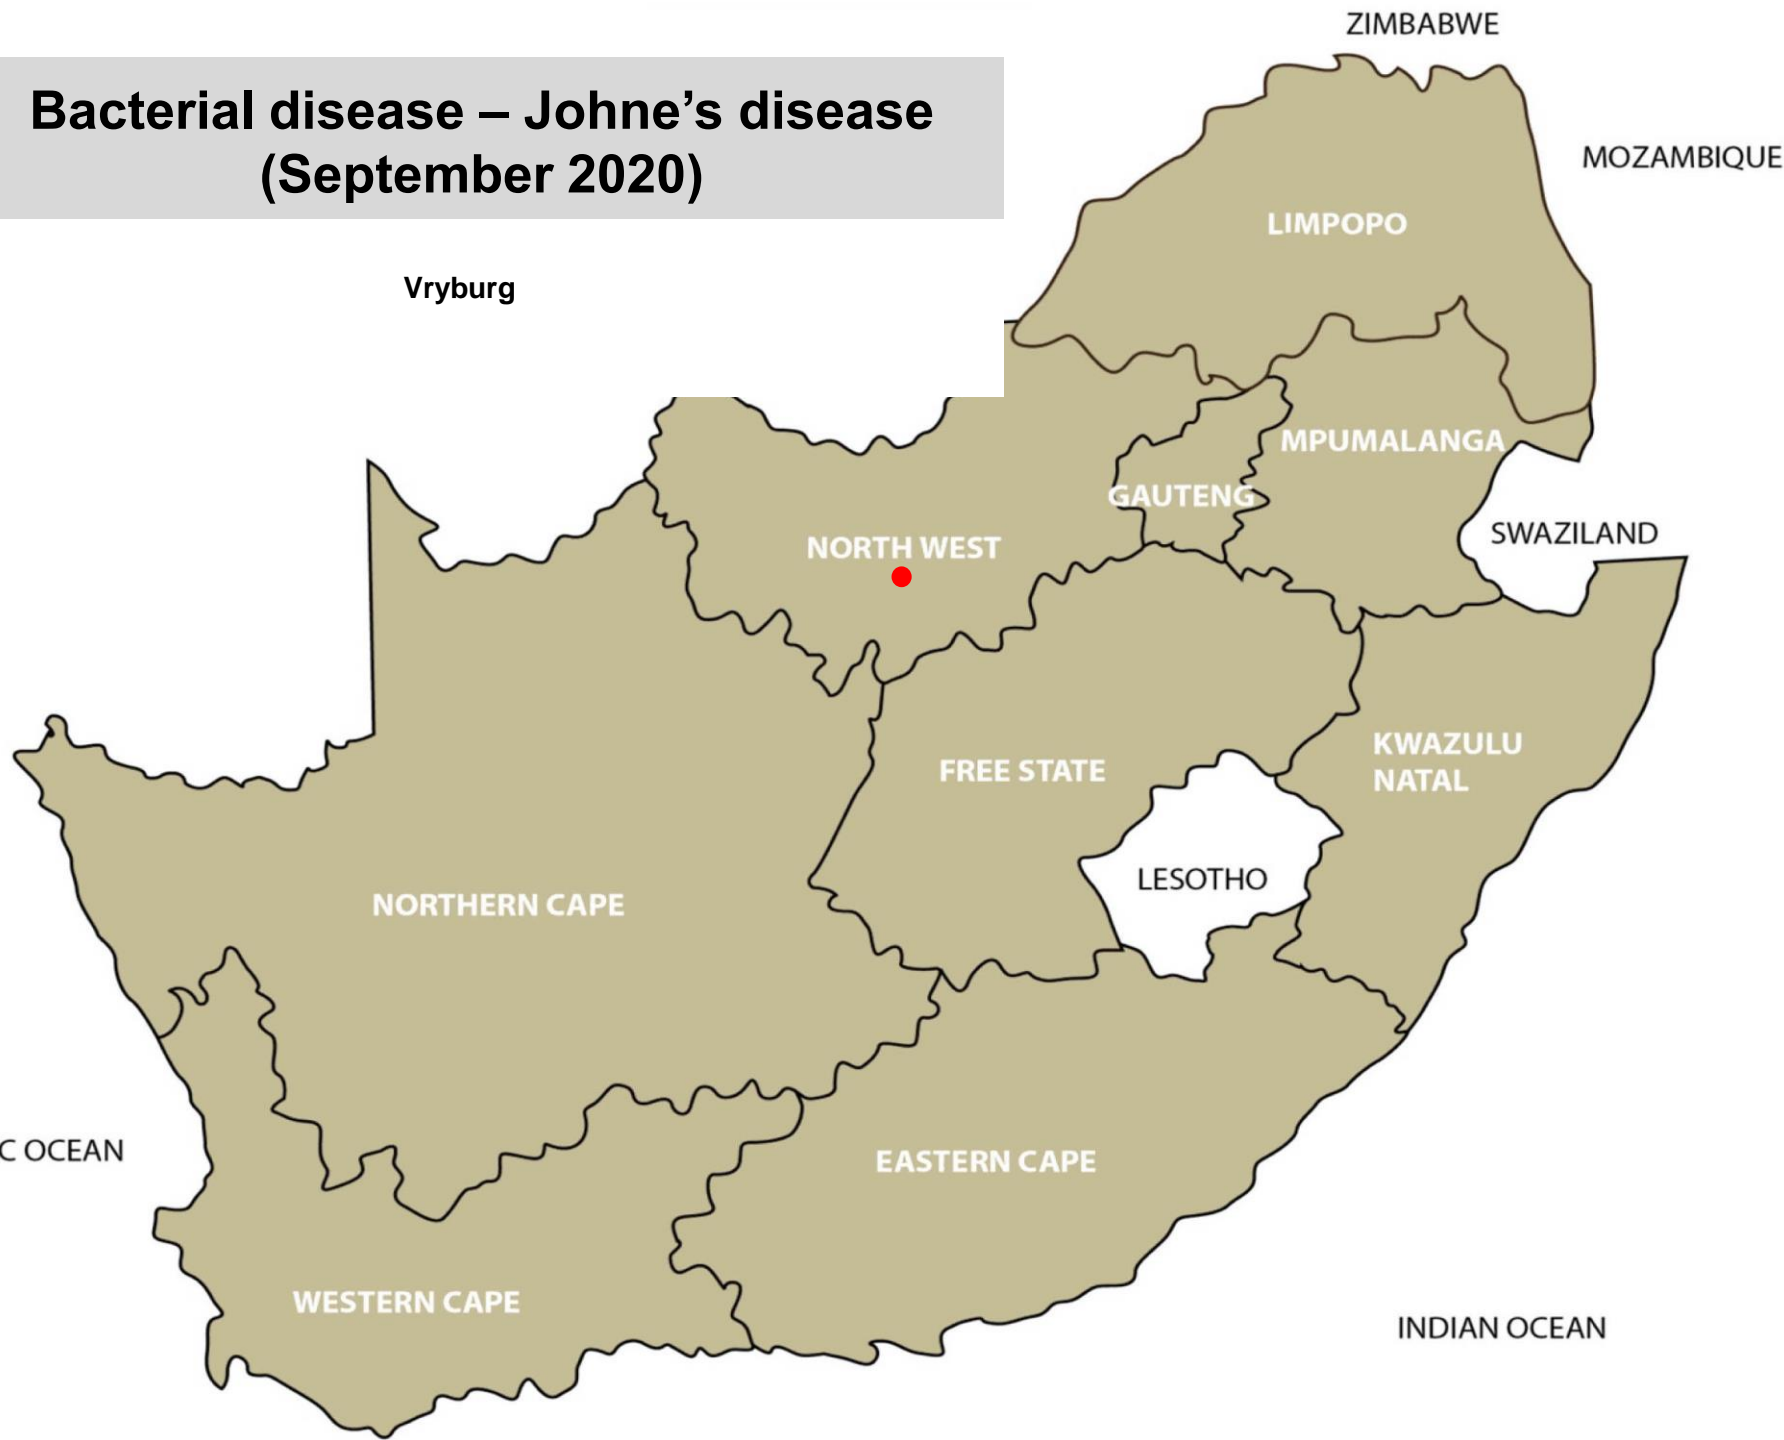 ZIMBABWE
Bacterial disease – Johne’s disease
(September 2020)
MOZAMBIQUE
LIMPOPO
Vryburg
MPUMALANGA
GAUTENG
SWAZILAND
NORTH WEST
KWAZULU
NATAL
FREE STATE
LESOTHO
NORTHERN CAPE
C OCEAN
EASTERN CAPE
WESTERN CAPE
INDIAN OCEAN